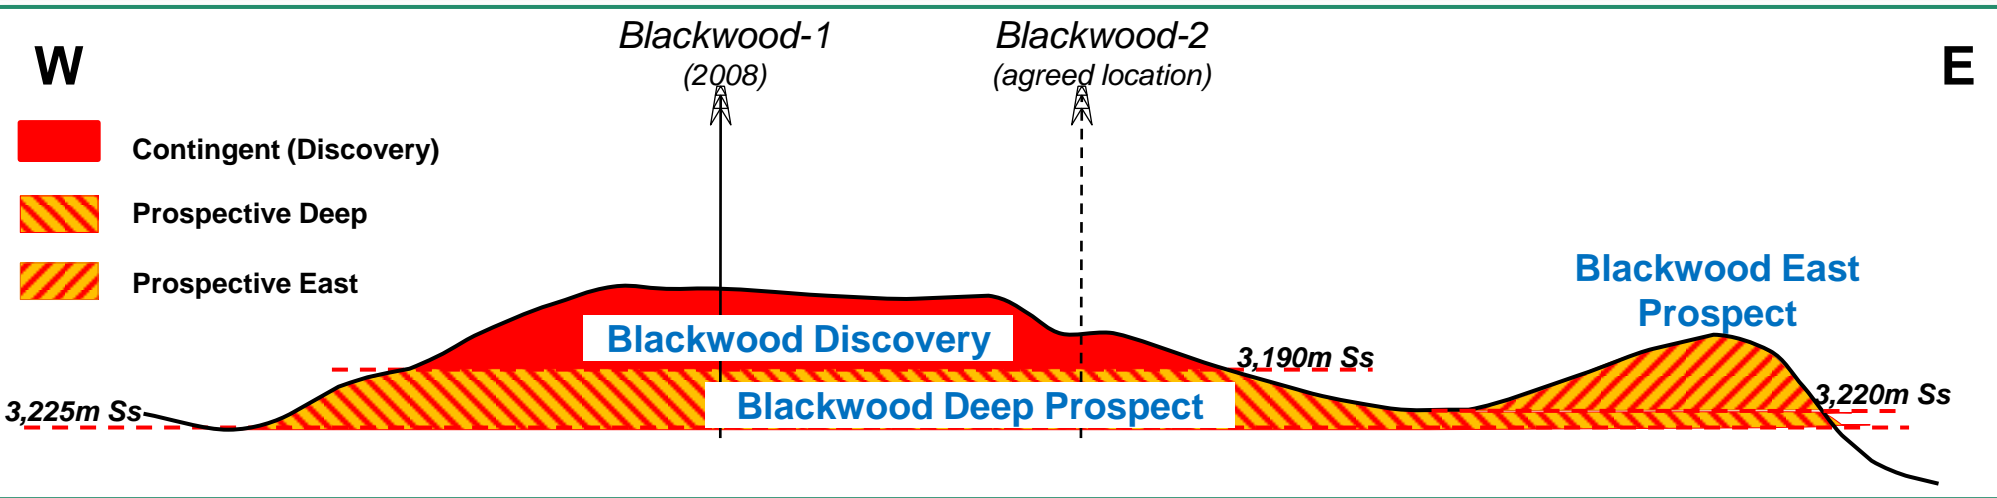 W
Blackwood-1
(2008)
Blackwood-2
(agreed location)
E
Contingent (Discovery)
Prospective Deep
Prospective East
Blackwood East
Prospect
Blackwood Discovery
3,190m Ss
Blackwood Deep Prospect
3,225m Ss
3,220m Ss